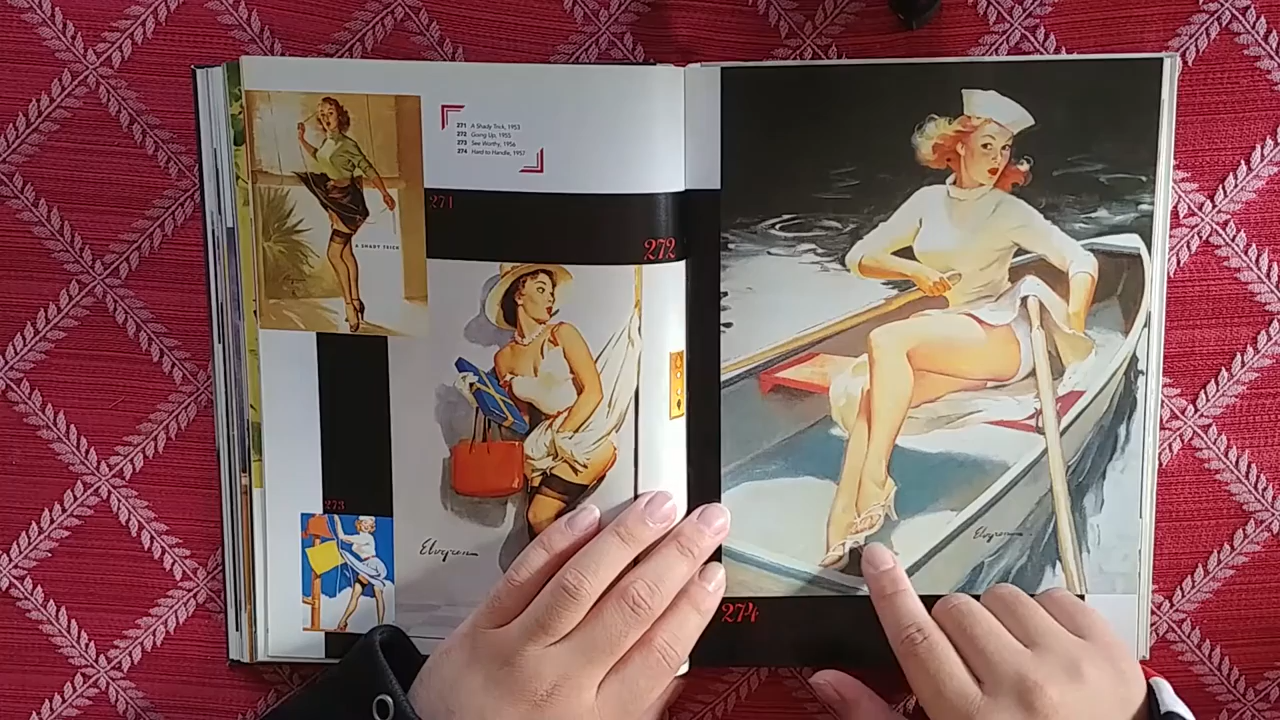 271 A Shady Trick, 1953
272 Going Up, 1955
273 See Worthy, 1956
274 Hard to Handle, 1957
271
A SHADY TRICK
272
Elvgren
273
Elvgren
274